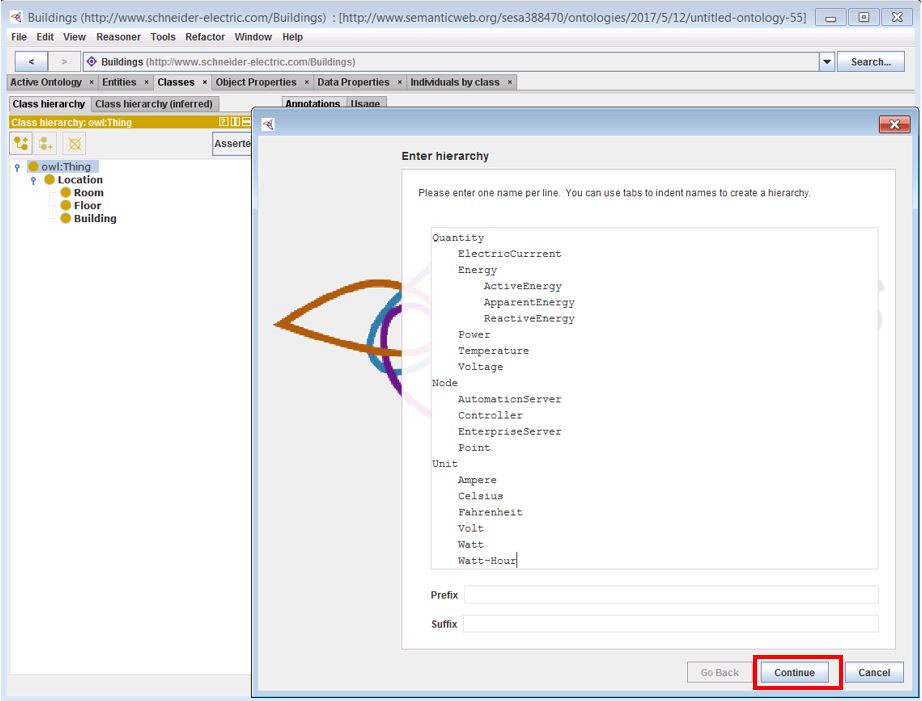 Buildings (http://www.schneider-electric.com/Buildings) : [http://www.semanticweb.org/sesa388470/ontologies/2017/5/12/untitled-ontology-55]
File Edit View Reasoner Tools Refactor Window Help
< > Buildings (http://www.schneider-electric.com/Buildings) Search...
Active Ontology × Entities × Classes × Object Properties × Data Properties × Individuals by class ×
Class hierarchy Class hierarchy (inferred) Annotations Usage
Class hierarchy: owl:Thing
Asserte
owl:Thing
Location
Room
Floor
Building
Enter hierarchy
Please enter one name per line. You can use tabs to indent names to create a hierarchy.
Quantity
ElectricCurrrent
Energy
ActiveEnergy
ApparentEnergy
ReactiveEnergy
Power
Temperature
Voltage
Node
AutomationServer
Controller
EnterpriseServer
Point
Unit
Ampere
Celsius
Fahrenheit
Volt
Watt
Watt-Hour
Prefix
Suffix
Go Back Continue Cancel